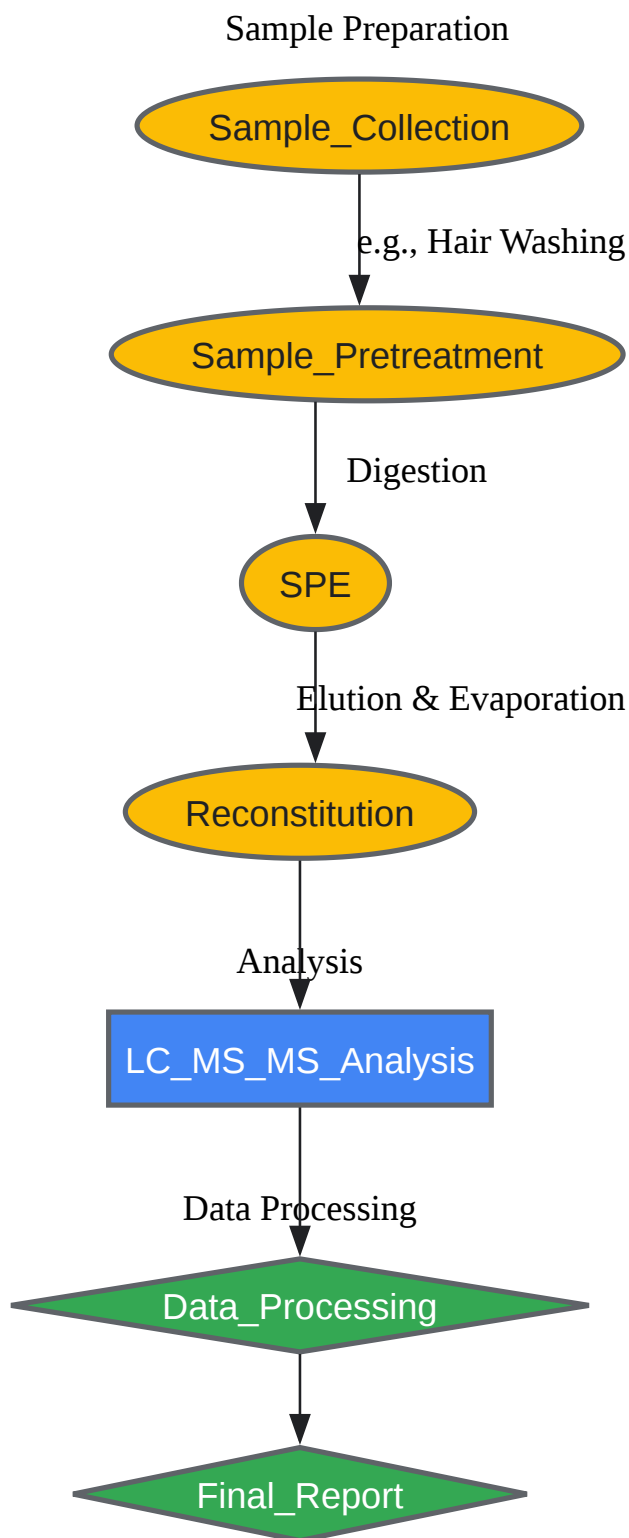 Sample Preparation
Sample_Collection
e.g., Hair Washing
Sample_Pretreatment
Digestion
SPE
Elution & Evaporation
Reconstitution
Analysis
LC_MS_MS_Analysis
Data Processing
Data_Processing
Final_Report